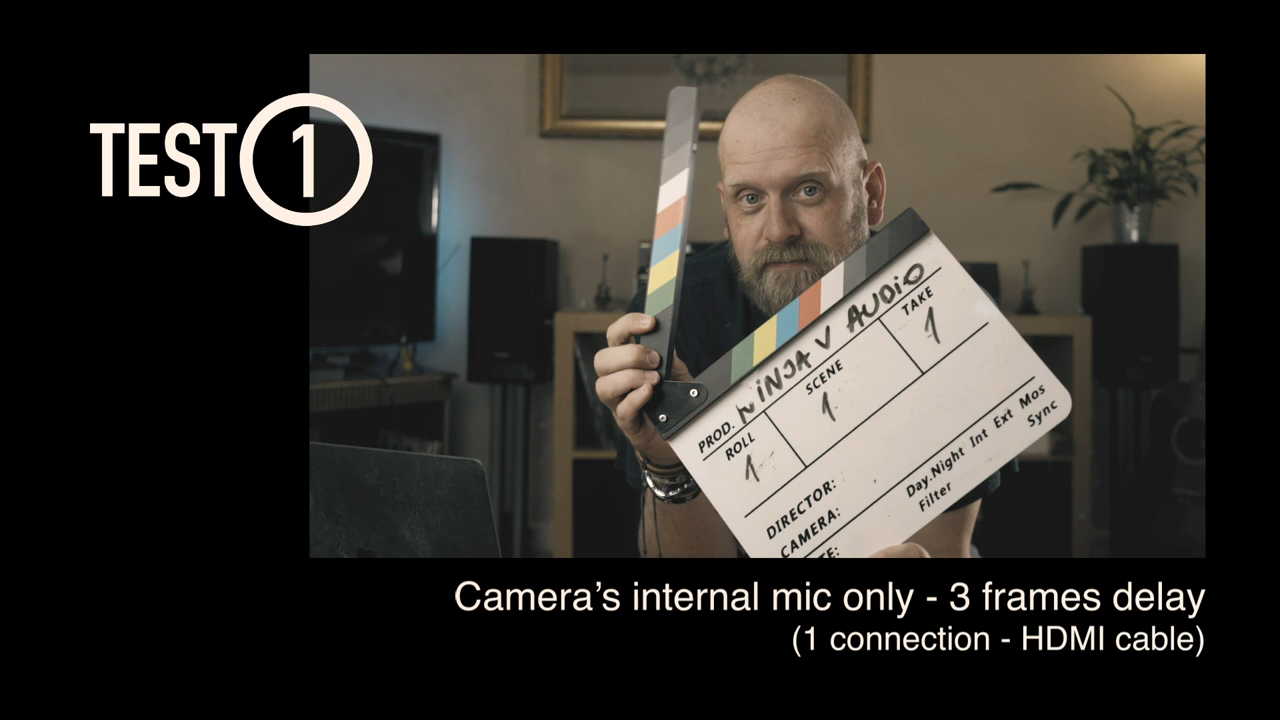 TEST 1
PROD. NINJA V AUDiO
ROLL
1
SCENE
1
TAKE
1
DIRECTOR:
CAMERA:
Day.Night Int Ext Mos
Filter
Sync
Camera's internal mic only - 3 frames delay
(1 connection - HDMI cable)